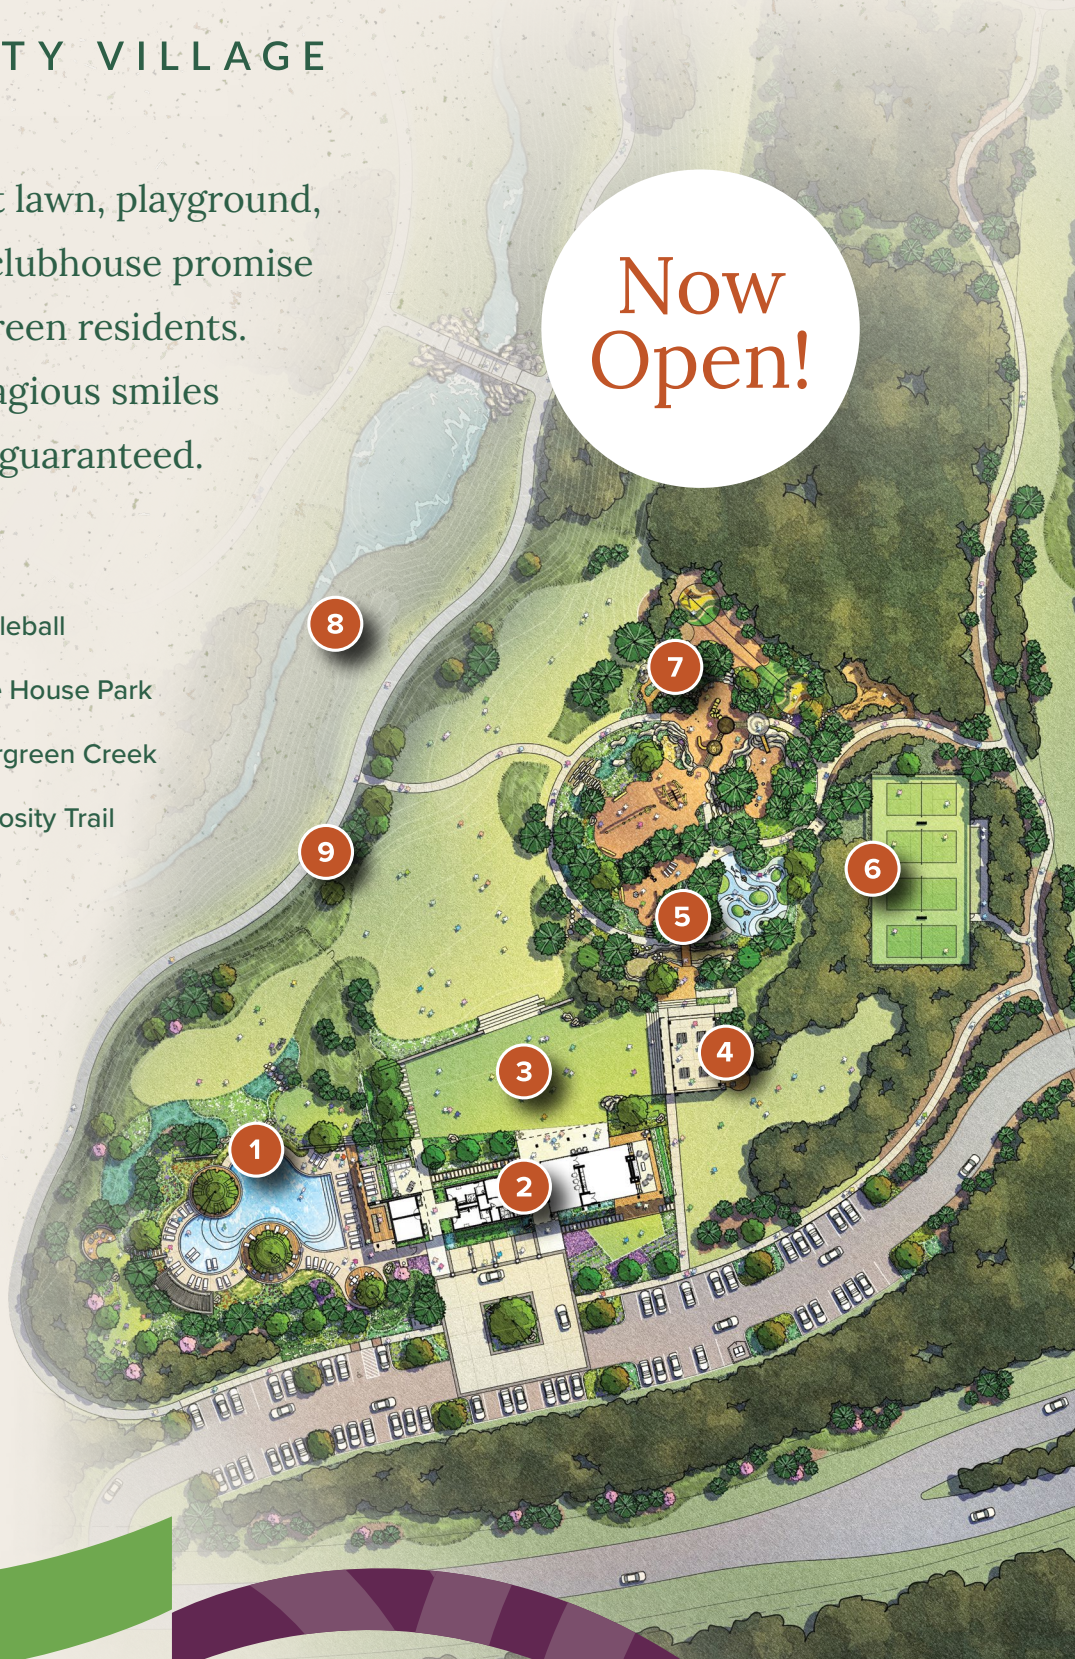 TY VILLAGE
t lawn, playground,
clubhouse promise
reen residents.
agious smiles
guaranteed.
Now
Open!
leball
e House Park
rgreen Creek
osity Trail
8
7
9
6
5
4
3
1
2